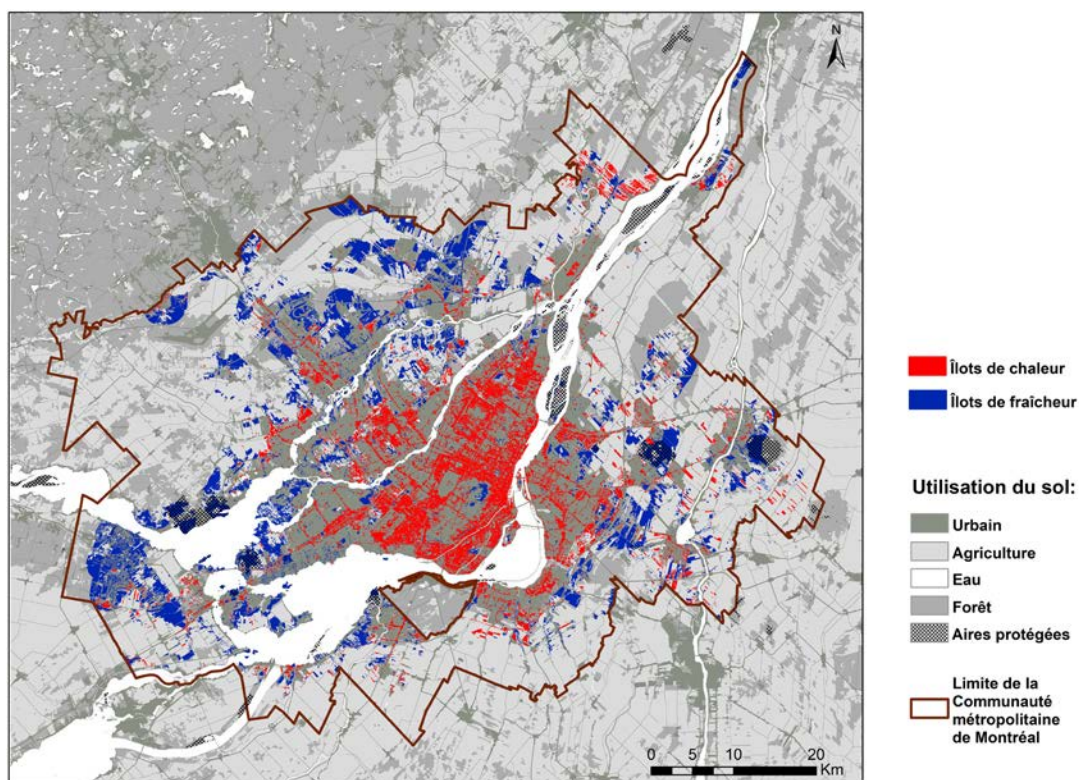 N
Îlots de chaleur
Îlots de fraîcheur
Utilisation du sol:
Urbain
Agriculture
Eau
Forêt
Aires protégées
Limite de la
Communauté
métropolitaine
de Montréal
0 5 10 20
Km